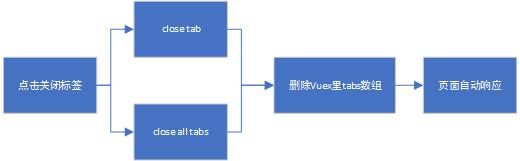 点击关闭标签
close tab
close all tabs
删除Vuex里tabs数组
页面自动响应